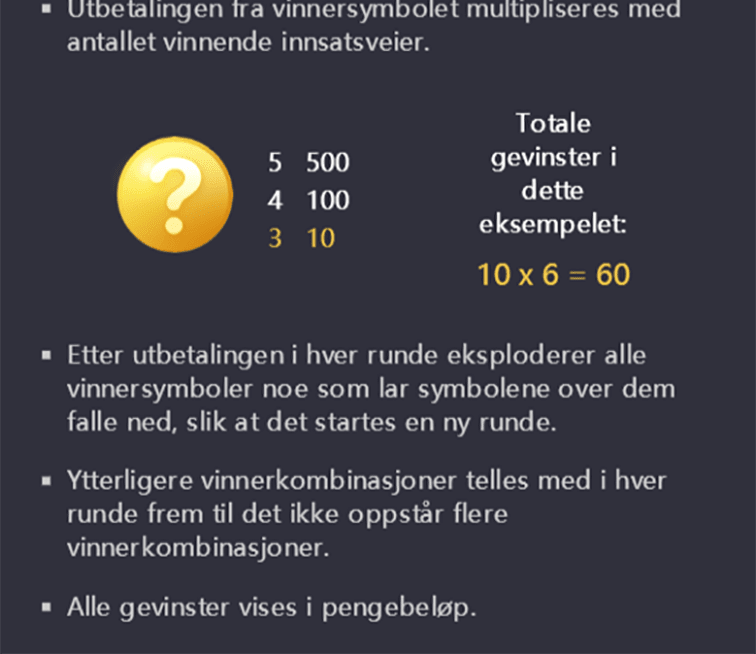 ▪ Utbetalingen fra vinnersymbolet multipliseres med
antallet vinnende innsatsveier.
?
5 500
4 100
3 10
Totale
gevinster i
dette
eksempelet:
10 x 6 = 60
▪ Etter utbetalingen i hver runde eksploderer alle
vinnersymboler noe som lar symbolene over dem
falle ned, slik at det startes en ny runde.
▪ Ytterligere vinnerkombinasjoner telles med i hver
runde frem til det ikke oppstår flere
vinnerkombinasjoner.
▪ Alle gevinster vises i pengebeløp.